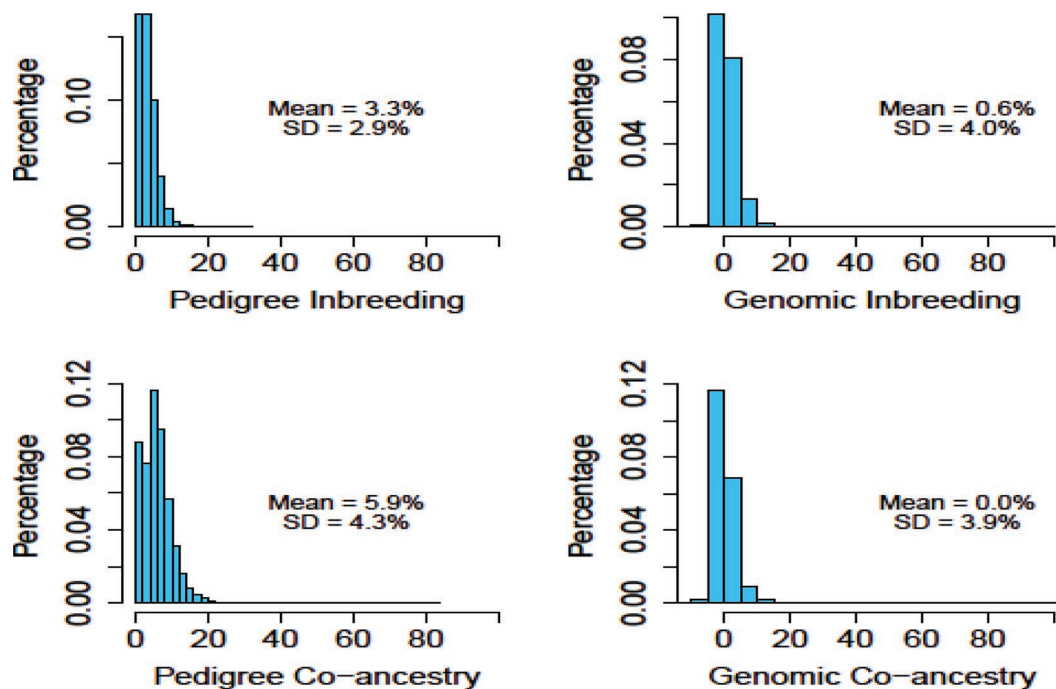 Percentage
0.00
0.10
Mean = 3.3%
SD = 2.9%
0 20 40 60 80
Pedigree Inbreeding
Percentage
0.00 0.04 0.08
Mean = 0.6%
SD = 4.0%
0 20 40 60 80
Genomic Inbreeding
Percentage
0.00 0.04 0.08 0.12
Mean = 5.9%
SD = 4.3%
0 20 40 60 80
Pedigree Co-ancestry
Percentage
0.00 0.04 0.08 0.12
Mean = 0.0%
SD = 3.9%
0 20 40 60 80
Genomic Co-ancestry